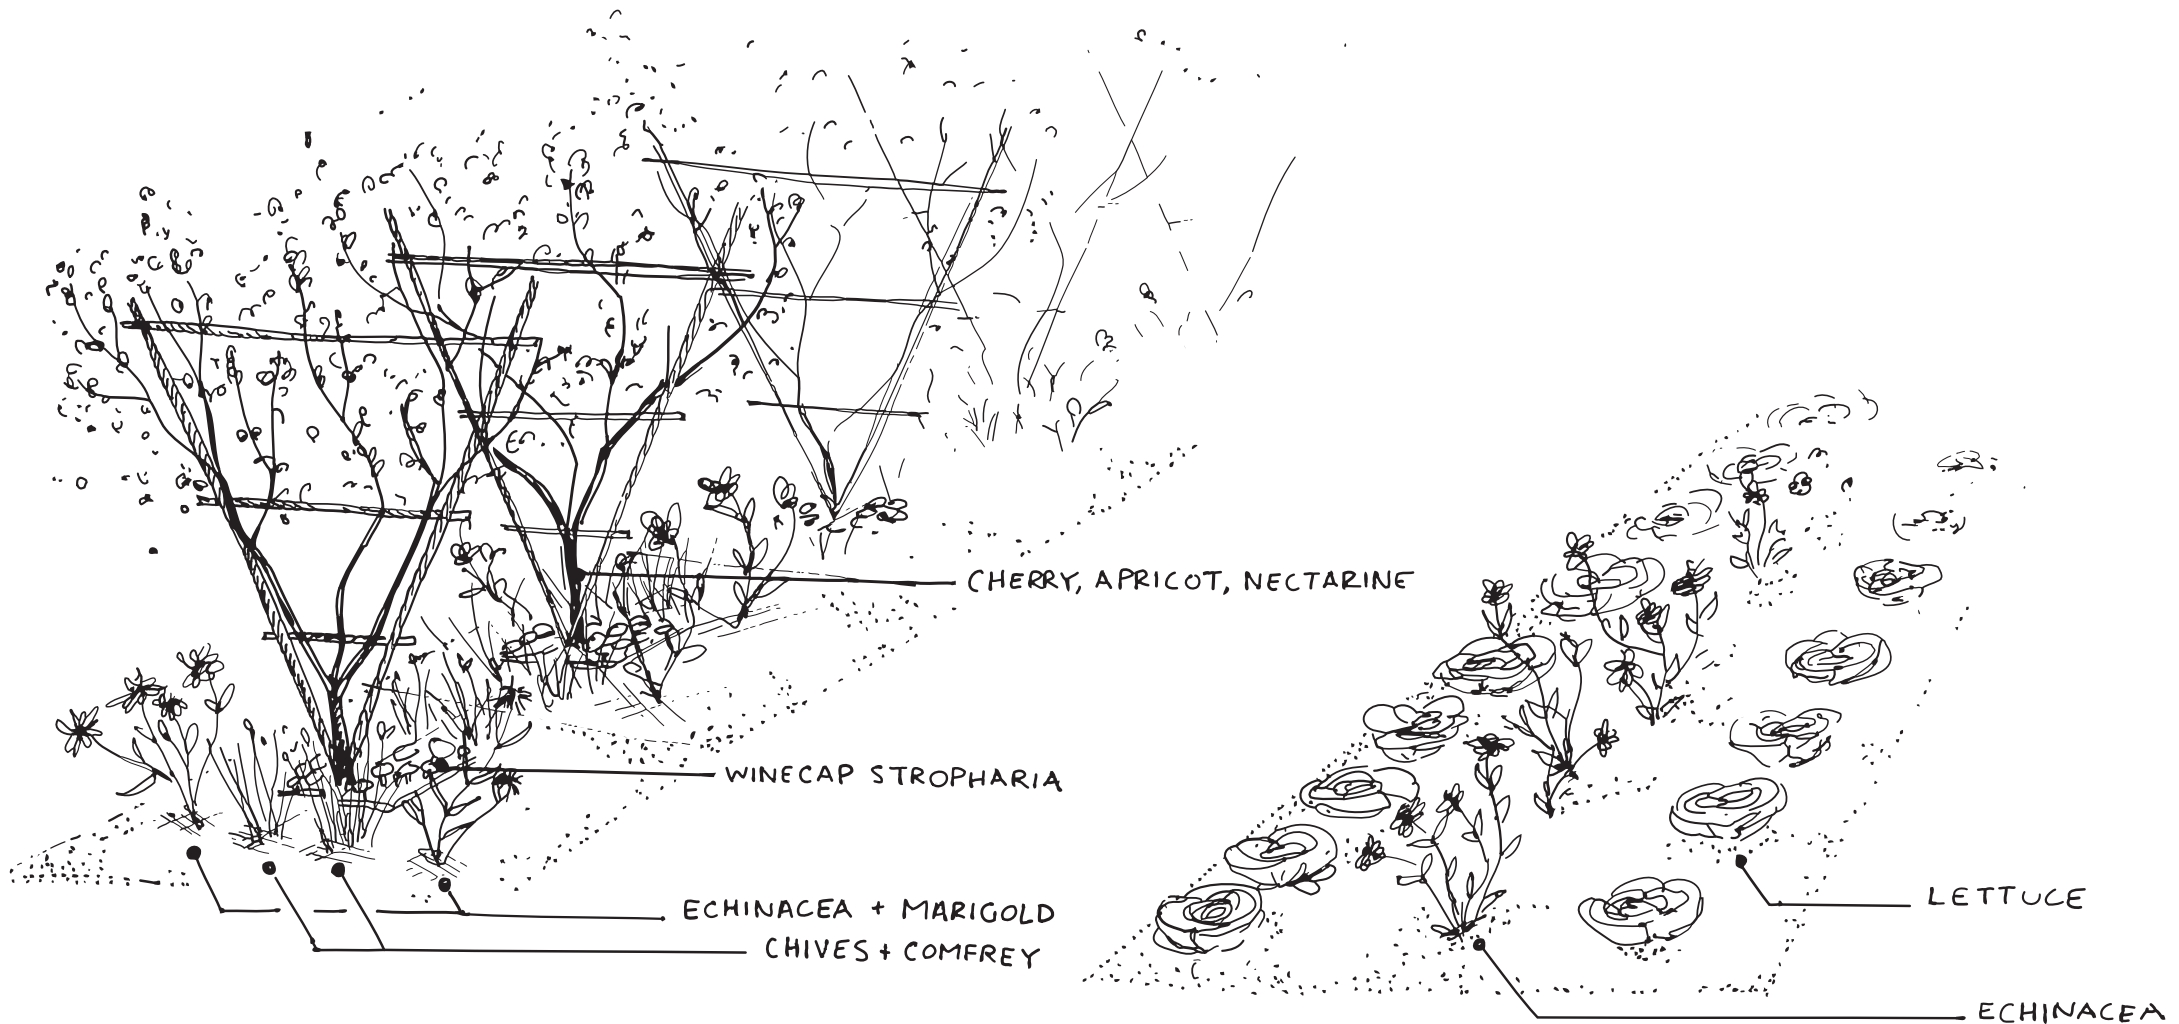 CHERRY, APRICOT, NECTARINE
WINECAP STROPHARIA
ECHINACEA + MARIGOLD
CHIVES + COMFREY
LETTUCE
ECHINACEA